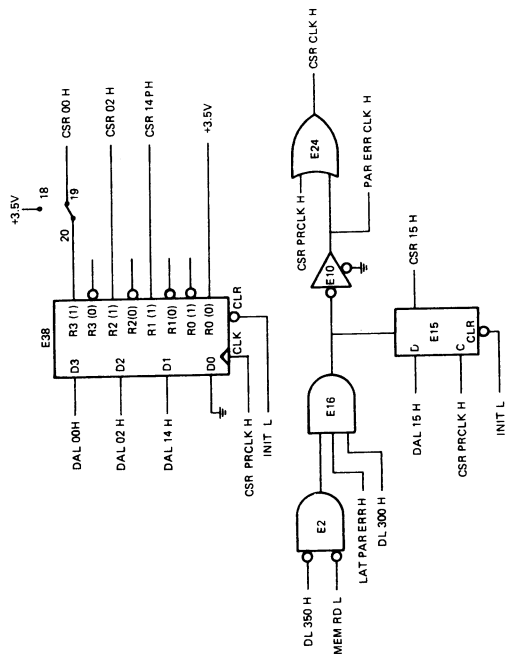 +3.5V
18
20
19
CSR 00 H
E38
DAL 00H
D3
R3 (1)
R3 (0)
DAL 02 H
D2
R2 (1)
CSR 02 H
R2(0)
DAL 14 H
D1
R1 (1)
CSR 14 PH
R1(0)
R0 (1)
D0
R0 (0)
+3.5V
CLK
CLR
CSR PRCLK H
INIT L
DL 350 H
MEM RD L
E2
LAT PAR ERR H
DL 300 H
E16
E10
CSR PRCLK H
E24
CSR CLK H
PAR ERR CLK H
DAL 15 H
D
E15
CSR 15 H
CSR PRCLK H
C
CLR
INIT L